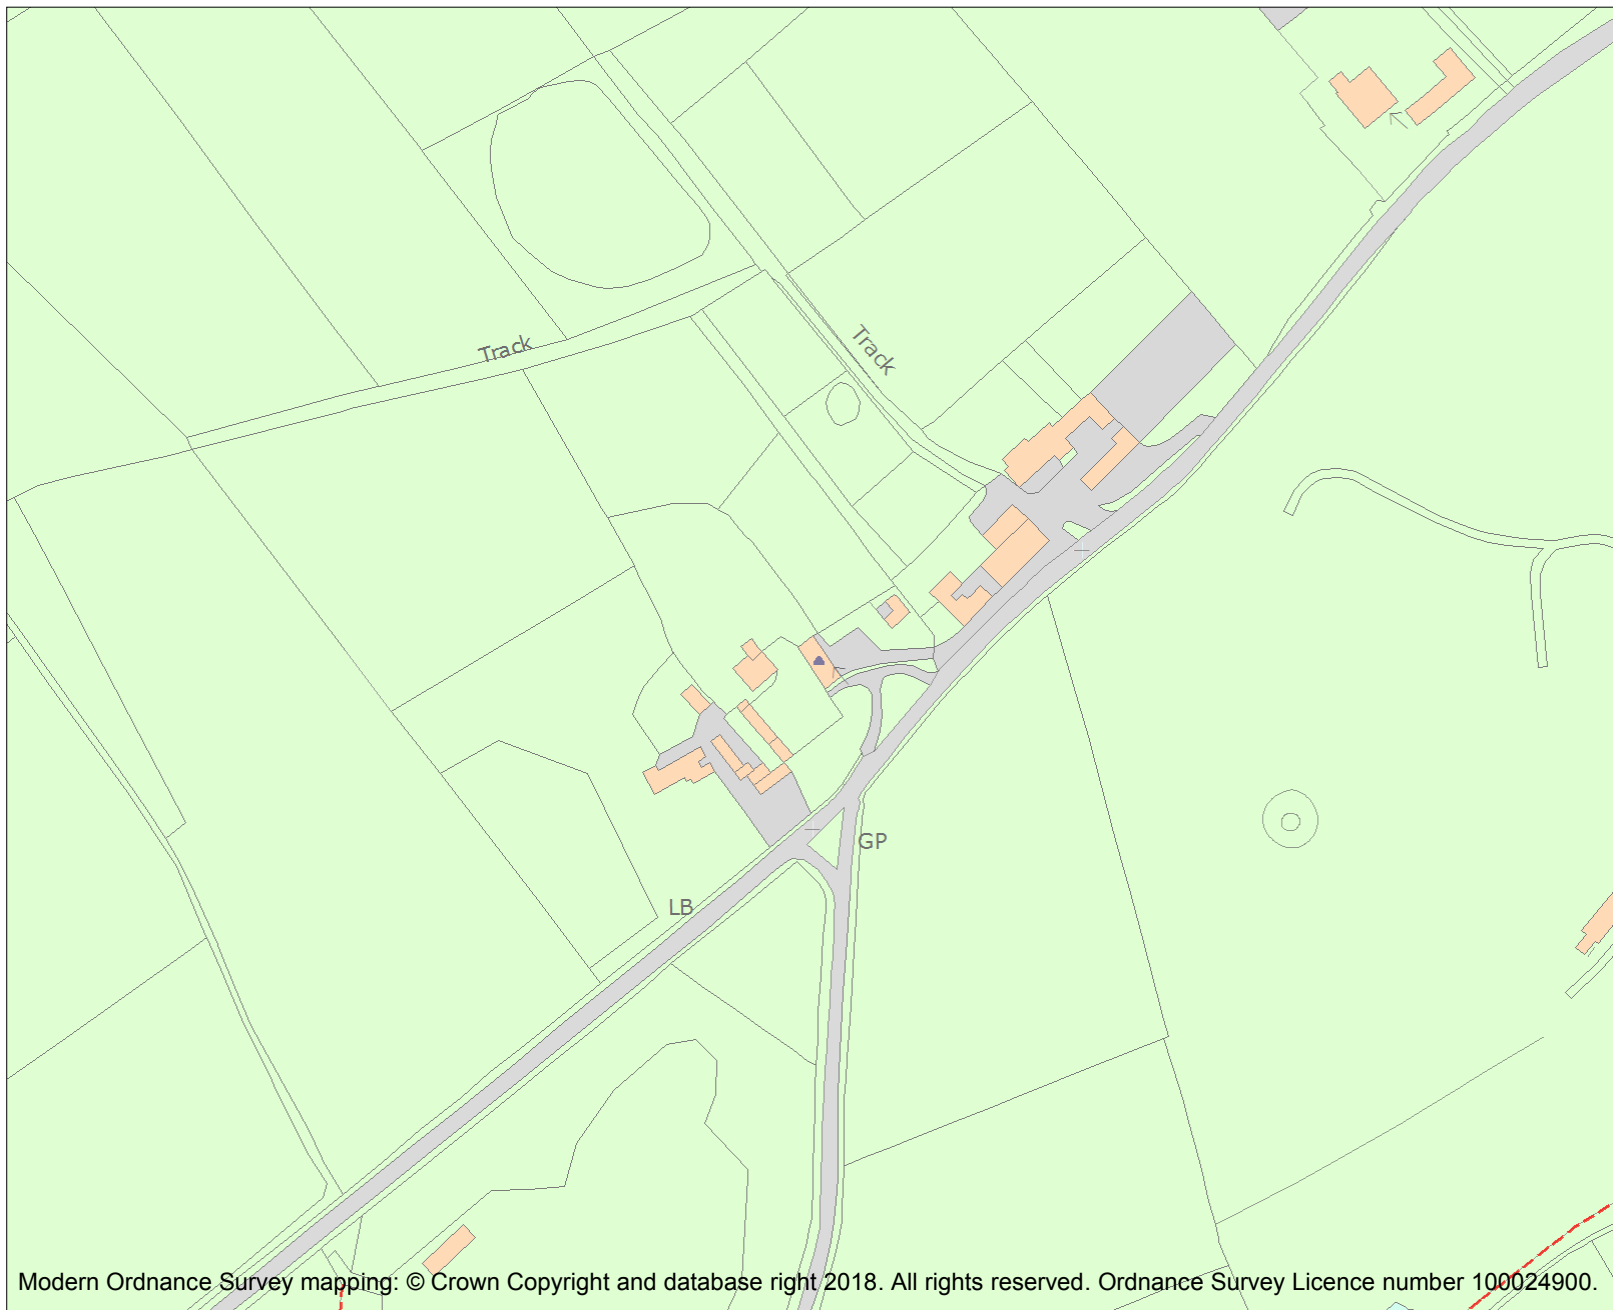 Track
Track
GP
LB
Modern Ordnance Survey mapping: © Crown Copyright and database right 2018. All rights reserved. Ordnance Survey Licence number 100024900.